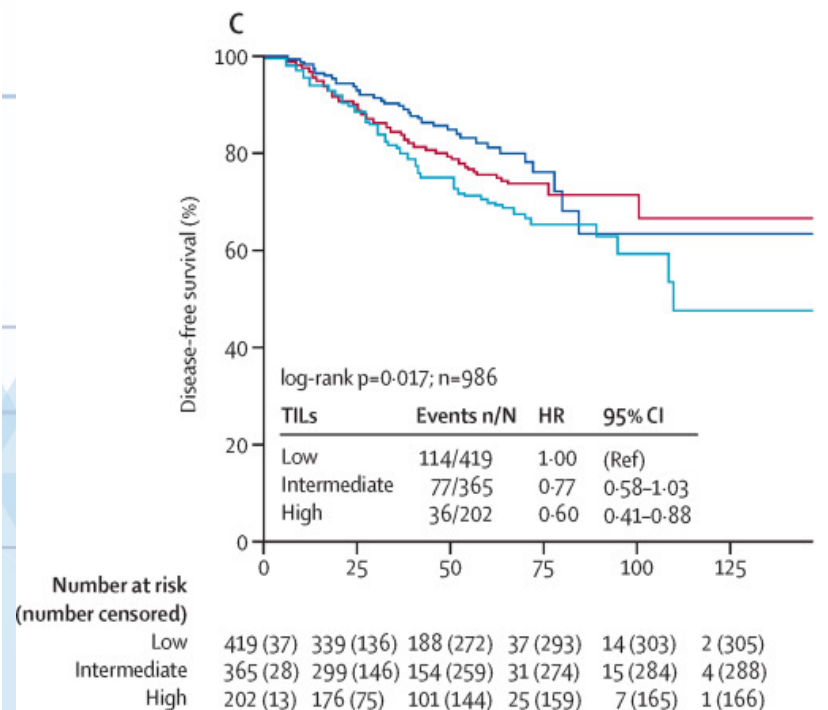 C
100
80
60
40
20
0
Disease-free survival (%)
log-rank p=0·017; n=986
TILs Events n/N HR 95% CI
Low 114/419 1·00 (Ref)
Intermediate 77/365 0·77 0·58–1·03
High 36/202 0·60 0·41–0·88
0 25 50 75 100 125
Number at risk
(number censored)
Low 419 (37) 339 (136) 188 (272) 37 (293) 14 (303) 2 (305)
Intermediate 365 (28) 299 (146) 154 (259) 31 (274) 15 (284) 4 (288)
High 202 (13) 176 (75) 101 (144) 25 (159) 7 (165) 1 (166)